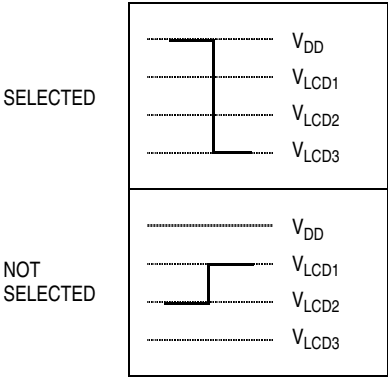 SELECTED
V_DD
V_LCD1
V_LCD2
V_LCD3
NOT
SELECTED
V_DD
V_LCD1
V_LCD2
V_LCD3